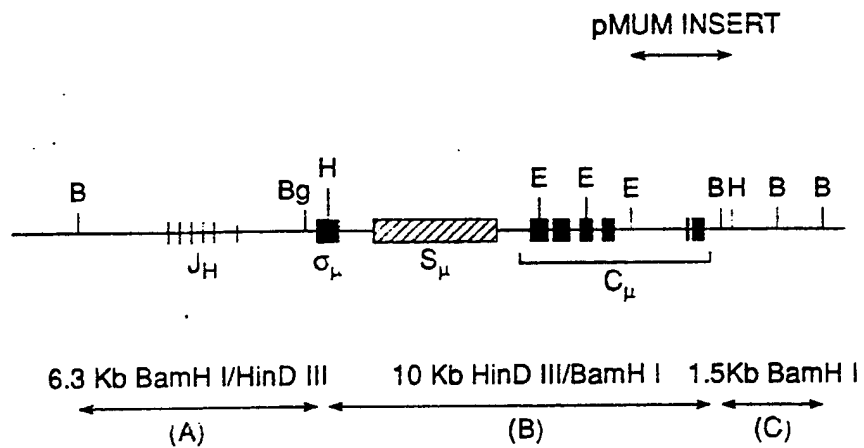 pMUM INSERT
B Bg H E E E B H B B
J_H σ_μ S_μ C_μ
6.3 Kb BamH I/HinD III 10 Kb HinD III/BamH I 1.5Kb BamH I
(A) (B) (C)